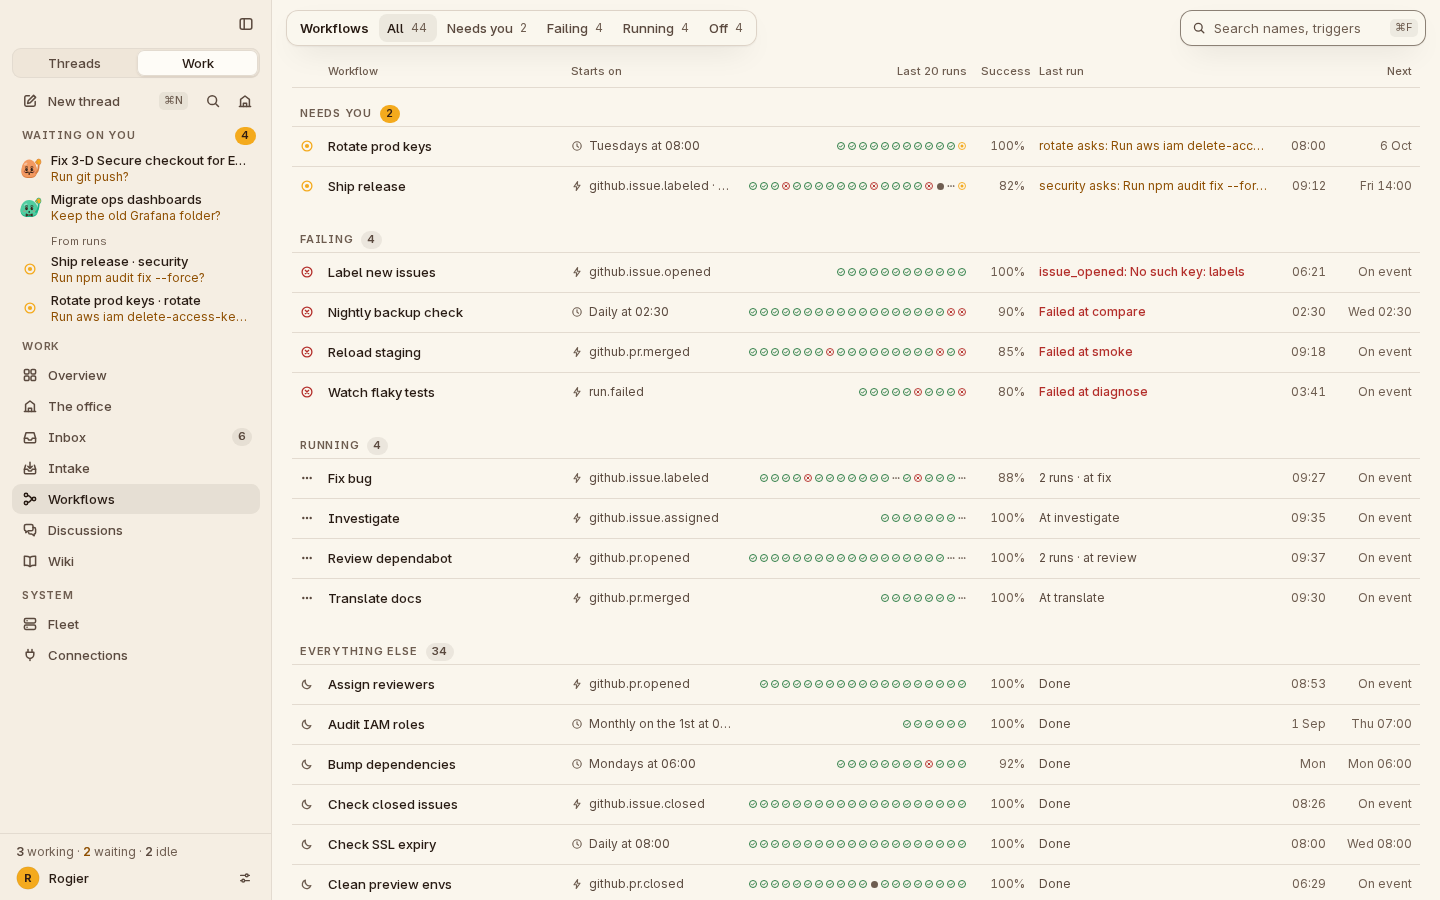 Threads Work
New thread ⌘N
WAITING ON YOU 4
Fix 3-D Secure checkout for E…
Run git push?
Migrate ops dashboards
Keep the old Grafana folder?
From runs
Ship release · security
Run npm audit fix --force?
Rotate prod keys · rotate
Run aws iam delete-access-ke…
WORK
Overview
The office
Inbox 6
Intake
Workflows
Discussions
Wiki
SYSTEM
Fleet
Connections
3 working · 2 waiting · 2 idle
R Rogier
Workflows All 44 Needs you 2 Failing 4 Running 4 Off 4
Search names, triggers ⌘F
Workflow Starts on Last 20 runs Success Last run Next
NEEDS YOU 2
Rotate prod keys Tuesdays at 08:00 100% rotate asks: Run aws iam delete-acc… 08:00 6 Oct
Ship release github.issue.labeled · … 82% security asks: Run npm audit fix --for… 09:12 Fri 14:00
FAILING 4
Label new issues github.issue.opened 100% issue_opened: No such key: labels 06:21 On event
Nightly backup check Daily at 02:30 90% Failed at compare 02:30 Wed 02:30
Reload staging github.pr.merged 85% Failed at smoke 09:18 On event
Watch flaky tests run.failed 80% Failed at diagnose 03:41 On event
RUNNING 4
Fix bug github.issue.labeled 88% 2 runs · at fix 09:27 On event
Investigate github.issue.assigned 100% At investigate 09:35 On event
Review dependabot github.pr.opened 100% 2 runs · at review 09:37 On event
Translate docs github.pr.merged 100% At translate 09:30 On event
EVERYTHING ELSE 34
Assign reviewers github.pr.opened 100% Done 08:53 On event
Audit IAM roles Monthly on the 1st at 0… 100% Done 1 Sep Thu 07:00
Bump dependencies Mondays at 06:00 92% Done Mon Mon 06:00
Check closed issues github.issue.closed 100% Done 08:26 On event
Check SSL expiry Daily at 08:00 100% Done 08:00 Wed 08:00
Clean preview envs github.pr.closed 100% Done 06:29 On event